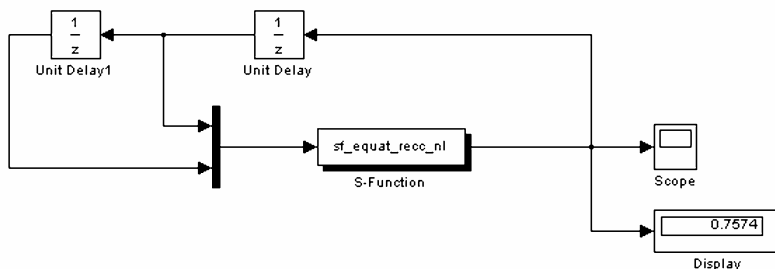 1
z
Unit Delay1
1
z
Unit Delay
sf_equat_recc_nl
S-Function
Scope
0.7574
Display